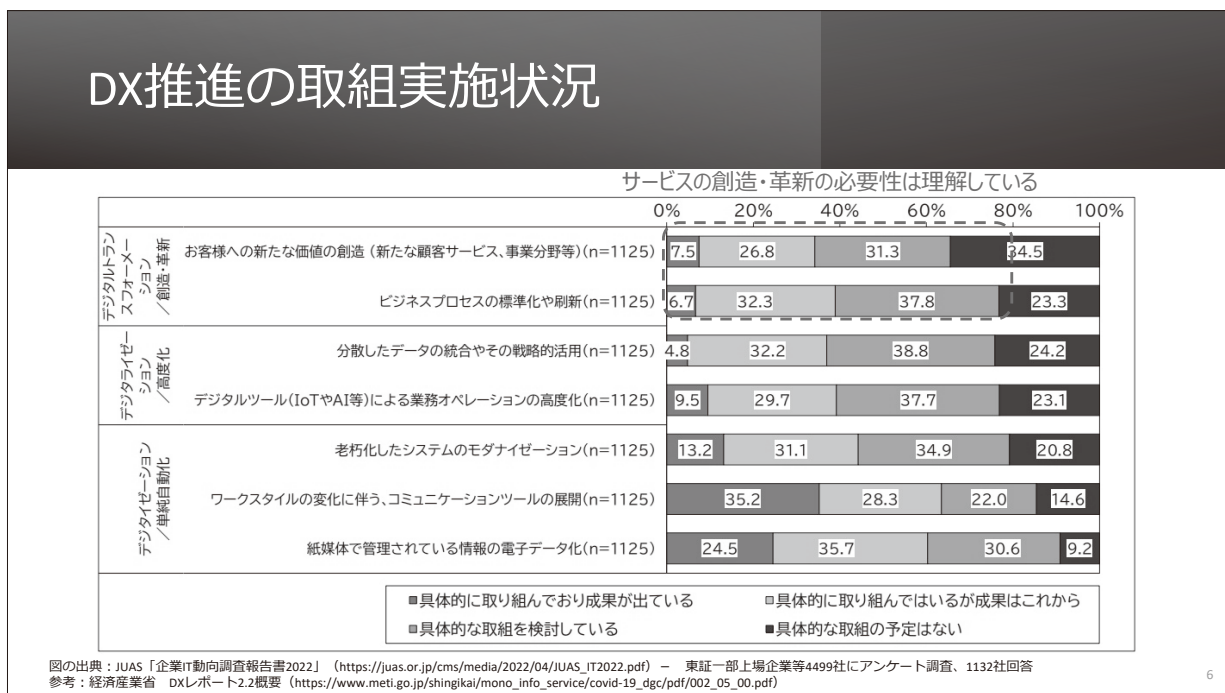 DX推進の取組実施状況
サービスの創造・革新の必要性は理解している
0% 20% 40% 60% 80% 100%
デジタルトラン
スフォーメー
ション
／創造・革新
お客様への新たな価値の創造（新たな顧客サービス、事業分野等）(n=1125) 7.5 26.8 31.3 34.5
ビジネスプロセスの標準化や刷新(n=1125) 6.7 32.3 37.8 23.3
デジタライゼー
ション
／高度化
分散したデータの統合やその戦略的活用(n=1125) 4.8 32.2 38.8 24.2
デジタルツール（IoTやAI等）による業務オペレーションの高度化(n=1125) 9.5 29.7 37.7 23.1
デジタイゼーション
／単純自動化
老朽化したシステムのモダナイゼーション(n=1125) 13.2 31.1 34.9 20.8
ワークスタイルの変化に伴う、コミュニケーションツールの展開(n=1125) 35.2 28.3 22.0 14.6
紙媒体で管理されている情報の電子データ化(n=1125) 24.5 35.7 30.6 9.2
具体的に取り組んでおり成果が出ている 具体的に取り組んではいるが成果はこれから
具体的な取組を検討している 具体的な取組の予定はない
図の出典：JUAS「企業IT動向調査報告書2022」（https://juas.or.jp/cms/media/2022/04/JUAS_IT2022.pdf）－ 東証一部上場企業等4499社にアンケート調査、1132社回答
参考：経済産業省 DXレポート2.2概要（https://www.meti.go.jp/shingikai/mono_info_service/covid-19_dgc/pdf/002_05_00.pdf）
6